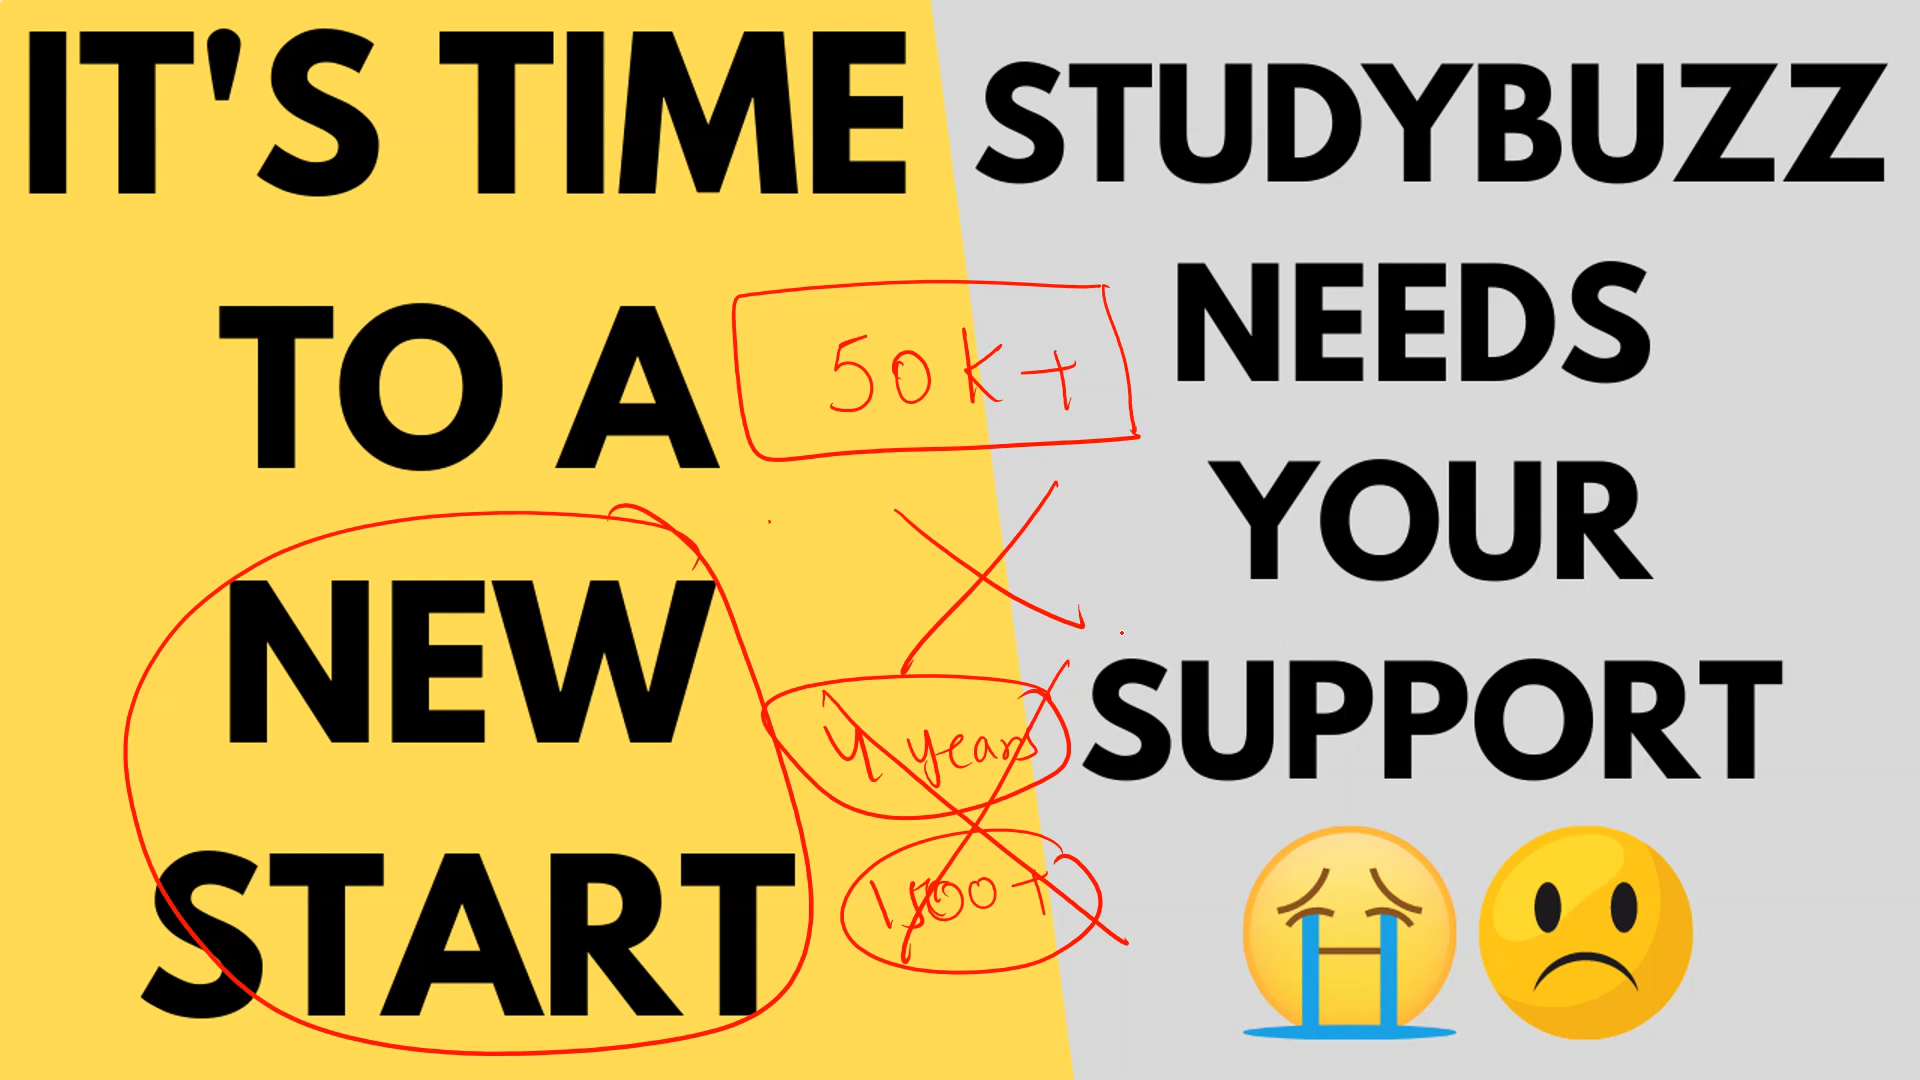 IT'S TIME
TO A
NEW
START
STUDYBUZZ
NEEDS
YOUR
SUPPORT
50K+
4 years
1,500+